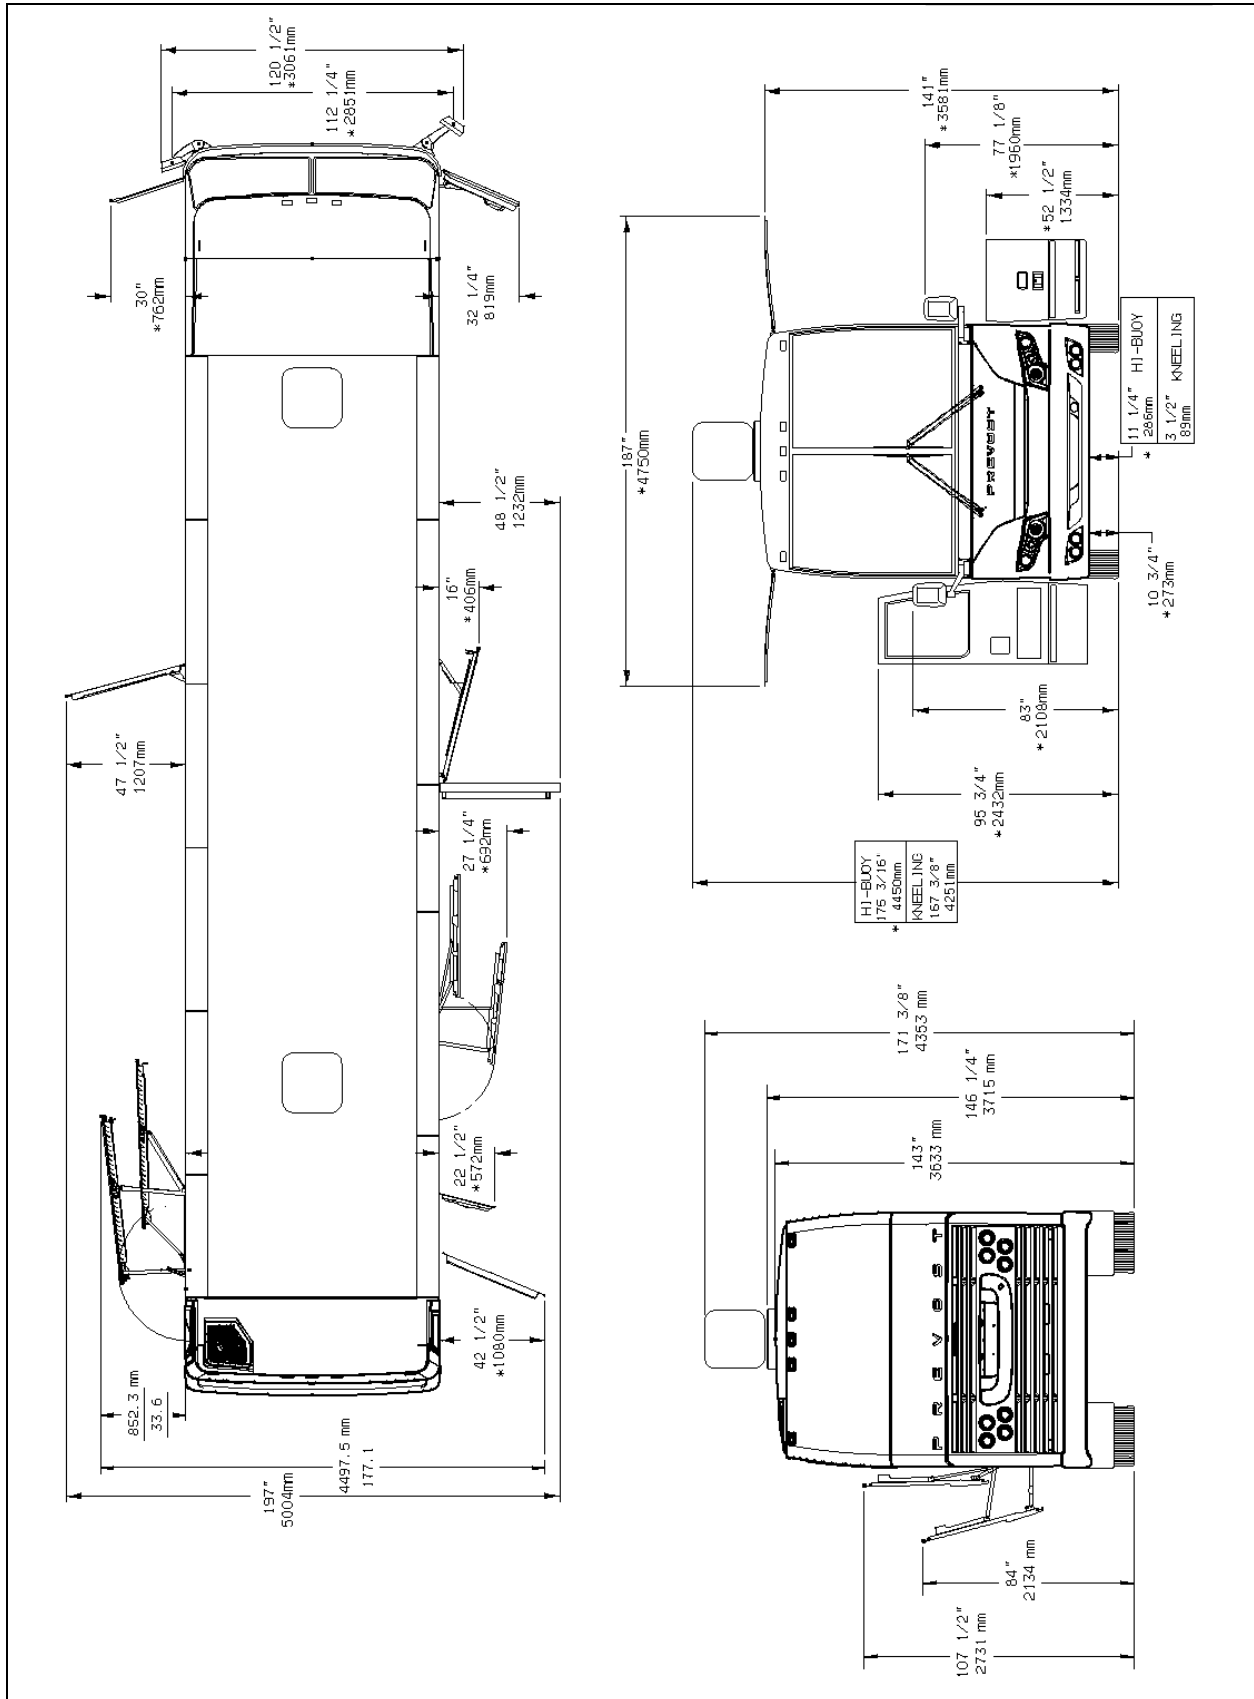 120 1/2"
*3061mm
112 1/4"
*2851mm
30"
*762mm
32 1/4"
819mm
48 1/2"
1232mm
16"
*406mm
47 1/2"
1207mm
27 1/4"
*692mm
22 1/2"
*572mm
42 1/2"
*1080mm
852.3 mm
33.6
4497.5 mm
177.1
197"
5004mm
141"
*3581mm
77 1/8"
*1960mm
*52 1/2"
1334mm
187"
*4750mm
PREVOST
11 1/4" HI-BUOY
* 286mm
3 1/2" KNEELING
89mm
10 3/4"
*273mm
83"
*2108mm
95 3/4"
*2432mm
HI-BUOY
176 3/16"
* 4450mm
KNEELING
167 3/8"
4251mm
171 3/8"
4353 mm
146 1/4"
3715 mm
143"
3633 mm
PREVOST
84"
2134 mm
107 1/2"
2731 mm